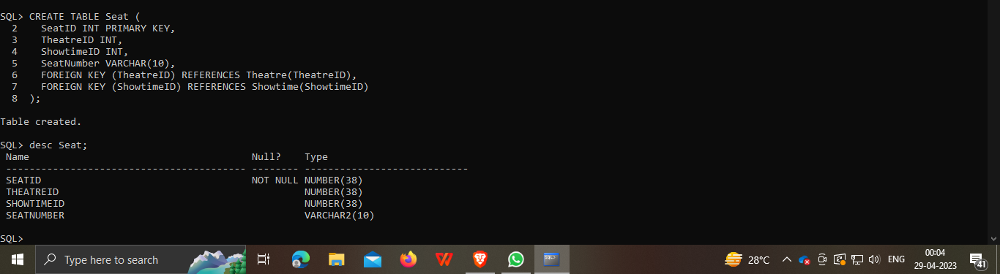 SQL> CREATE TABLE Seat (
  2    SeatID INT PRIMARY KEY,
  3    TheatreID INT,
  4    ShowtimeID INT,
  5    SeatNumber VARCHAR(10),
  6    FOREIGN KEY (TheatreID) REFERENCES Theatre(TheatreID),
  7    FOREIGN KEY (ShowtimeID) REFERENCES Showtime(ShowtimeID)
  8  );
Table created.
SQL> desc Seat;
 Name                                      Null?    Type
 ----------------------------------------- -------- ----------------------------
 SEATID                                    NOT NULL NUMBER(38)
 THEATREID                                          NUMBER(38)
 SHOWTIMEID                                         NUMBER(38)
 SEATNUMBER                                         VARCHAR2(10)
SQL>
Type here to search
SQL>
28°C
ENG
00:04
29-04-2023
41